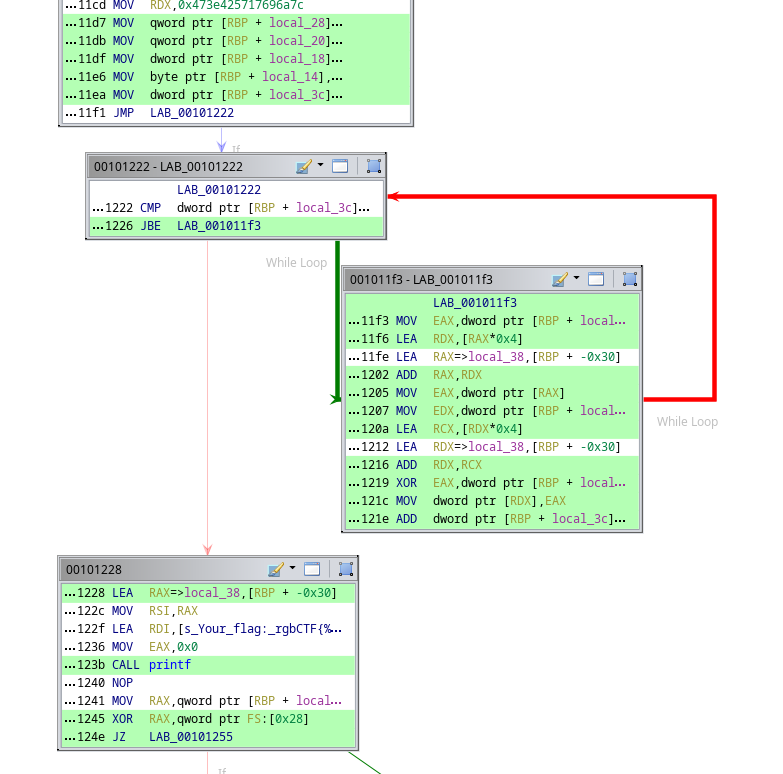 ...11cd MOV RDX,0x473e425717696a7c
...11d7 MOV qword ptr [RBP + local_28]...
...11db MOV qword ptr [RBP + local_20]...
...11df MOV dword ptr [RBP + local_18]...
...11e6 MOV byte ptr [RBP + local_14],...
...11ea MOV dword ptr [RBP + local_3c]...
...11f1 JMP LAB_00101222
If
00101222 - LAB_00101222
LAB_00101222
...1222 CMP dword ptr [RBP + local_3c]...
...1226 JBE LAB_001011f3
While Loop
001011f3 - LAB_001011f3
LAB_001011f3
...11f3 MOV EAX,dword ptr [RBP + local...
...11f6 LEA RDX,[RAX*0x4]
...11fe LEA RAX=>local_38,[RBP + -0x30]
...1202 ADD RAX,RDX
...1205 MOV EAX,dword ptr [RAX]
...1207 MOV EDX,dword ptr [RBP + local...
...120a LEA RCX,[RDX*0x4]
...1212 LEA RDX=>local_38,[RBP + -0x30]
...1216 ADD RDX,RCX
...1219 XOR EAX,dword ptr [RBP + local...
...121c MOV dword ptr [RDX],EAX
...121e ADD dword ptr [RBP + local_3c]...
While Loop
00101228
...1228 LEA RAX=>local_38,[RBP + -0x30]
...122c MOV RSI,RAX
...122f LEA RDI,[s_Your_flag:_rgbCTF{%...
...1236 MOV EAX,0x0
...123b CALL printf
...1240 NOP
...1241 MOV RAX,qword ptr [RBP + local...
...1245 XOR RAX,qword ptr FS:[0x28]
...124e JZ LAB_00101255
If